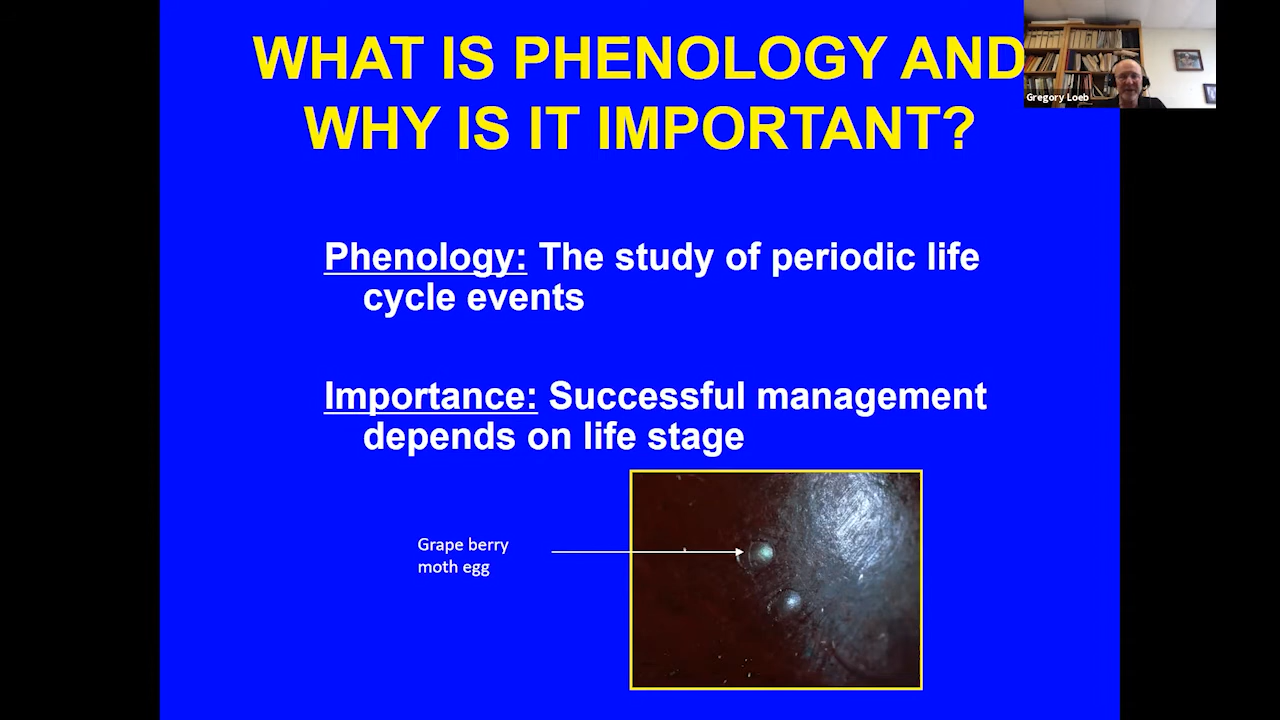 WHAT IS PHENOLOGY AND
WHY IS IT IMPORTANT?
Gregory Loeb
Phenology: The study of periodic life
cycle events
Importance: Successful management
depends on life stage
Grape berry
moth egg